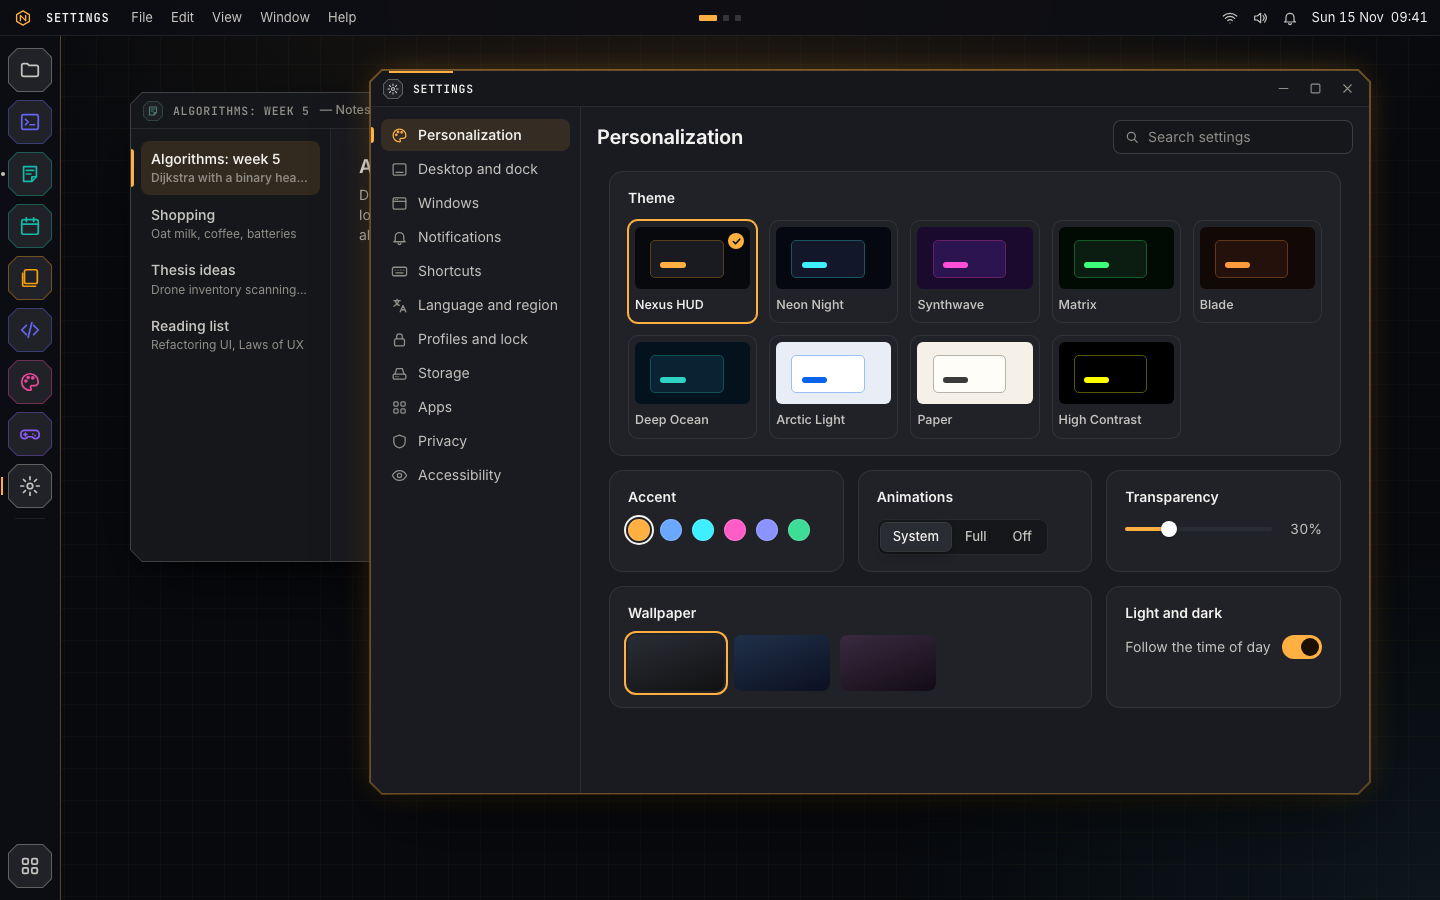 SETTINGS File Edit View Window Help
Sun 15 Nov 09:41
ALGORITHMS: WEEK 5 — Notes
Algorithms: week 5
Dijkstra with a binary hea...
Shopping
Oat milk, coffee, batteries
Thesis ideas
Drone inventory scanning...
Reading list
Refactoring UI, Laws of UX
SETTINGS
Personalization
Desktop and dock
Windows
Notifications
Shortcuts
Language and region
Profiles and lock
Storage
Apps
Privacy
Accessibility
Personalization
Search settings
Theme
Nexus HUD
Neon Night
Synthwave
Matrix
Blade
Deep Ocean
Arctic Light
Paper
High Contrast
Accent
Animations
System Full Off
Transparency
30%
Wallpaper
Light and dark
Follow the time of day